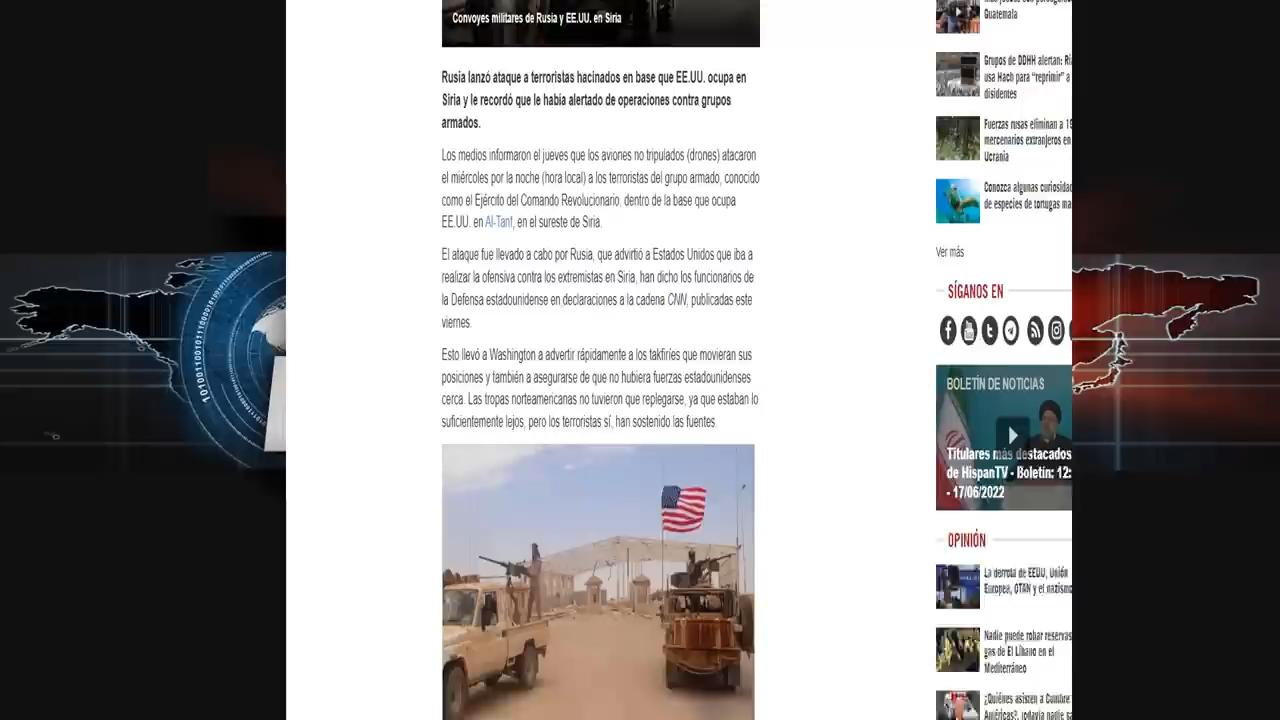 Convoyes militares de Rusia y EE.UU. en Siria
Rusia lanzó ataque a terroristas hacinados en base que EE.UU. ocupa en
Siria y le recordó que le había alertado de operaciones contra grupos
armados.
Los medios informaron el jueves que los aviones no tripulados (drones) atacaron
el miércoles por la noche (hora local) a los terroristas del grupo armado, conocido
como el Ejército del Comando Revolucionario, dentro de la base que ocupa
EE.UU. en Al-Tanf, en el sureste de Siria.
El ataque fue llevado a cabo por Rusia, que advirtió a Estados Unidos que iba a
realizar la ofensiva contra los extremistas en Siria, han dicho los funcionarios de
la Defensa estadounidense en declaraciones a la cadena CNN, publicadas este
viernes.
Esto llevó a Washington a advertir rápidamente a los takfiríes que movieran sus
posiciones y también a asegurarse de que no hubiera fuerzas estadounidenses
cerca. Las tropas norteamericanas no tuvieron que replegarse, ya que estaban lo
suficientemente lejos, pero los terroristas sí, han sostenido las fuentes.
Guatemala
Grupos de DDHH alertan:
usa Hach para "reprimir" a
disidentes
Fuerzas rusas eliminan a 19
mercenarios extranjeros en
Ucrania
Conozca algunas
de especies de tortugas
Ver más
SÍGANOS EN
BOLETÍN DE NOTICIAS
Titulares más destacados
de HispanTV - Boletín: 12:
- 17/06/2022
OPINIÓN
La derrota de EEUU, Unión
Europea, OTAN y el nazismo
Nadie puede robar reservas
gas de El Líbano en el
Mediterráneo
¿Quiénes asisten a Cumbre
Américas?, todavía nadie